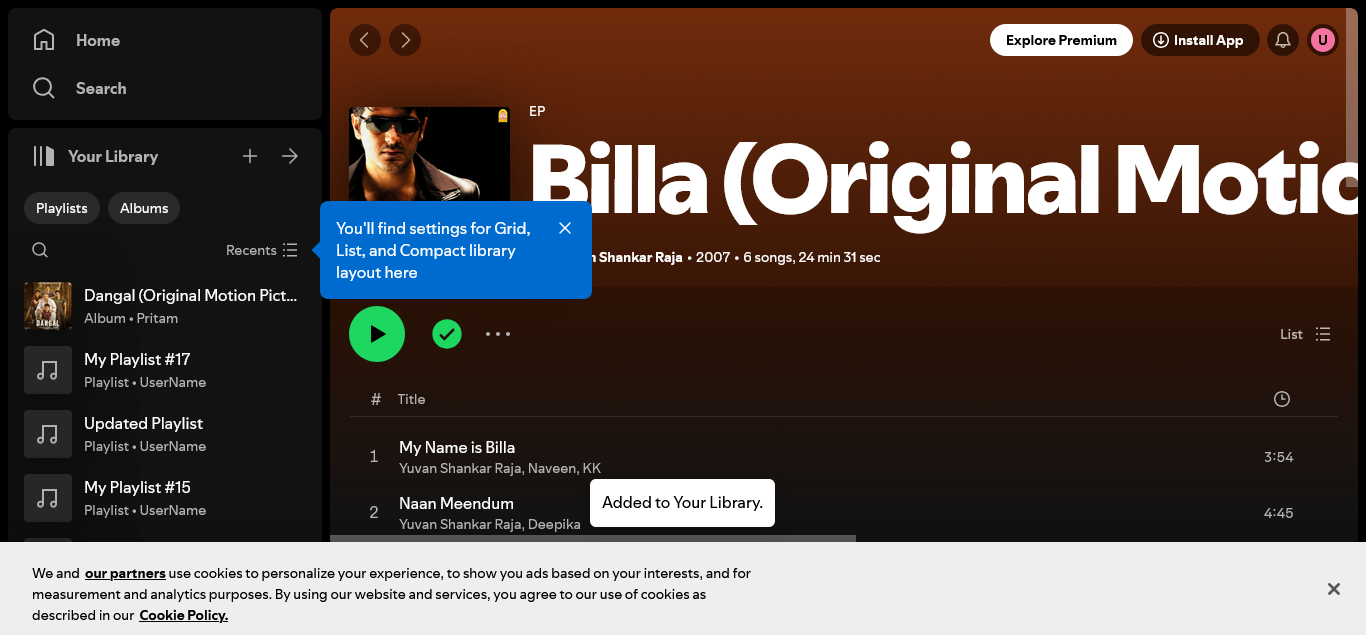 Home
Search
Your Library
Playlists
Albums
Recents
Dangal (Original Motion Pict...
Album • Pritam
My Playlist #17
Playlist • UserName
Updated Playlist
Playlist • UserName
My Playlist #15
Playlist • UserName
You'll find settings for Grid,
List, and Compact library
layout here
Explore Premium
Install App
U
EP
Billa (Original Motio
Shankar Raja • 2007 • 6 songs, 24 min 31 sec
List
# Title
1 My Name is Billa 3:54
Yuvan Shankar Raja, Naveen, KK
2 Naan Meendum 4:45
Yuvan Shankar Raja, Deepika
Added to Your Library.
We and our partners use cookies to personalize your experience, to show you ads based on your interests, and for
measurement and analytics purposes. By using our website and services, you agree to our use of cookies as
described in our Cookie Policy.